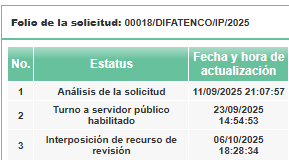 Folio de la solicitud: 00018/DIFATENCO/IP/2025
No. Estatus Fecha y hora de
actualización
1 Análisis de la solicitud 11/09/2025 21:07:57
2 Turno a servidor público
habilitado 23/09/2025
14:54:53
3 Interposición de recurso de
revisión 06/10/2025
18:28:34